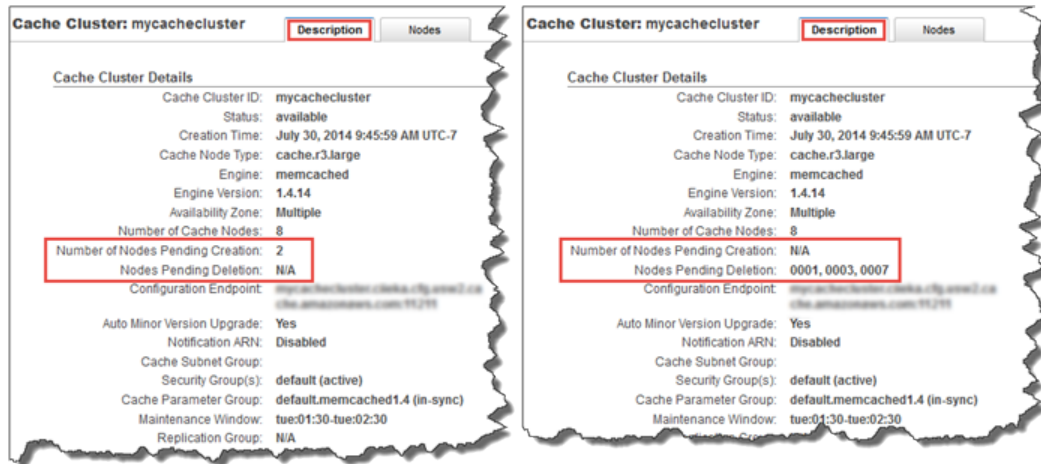 Cache Cluster: mycachecluster
Description
Nodes
Cache Cluster Details
Cache Cluster ID: mycachecluster
Status: available
Creation Time: July 30, 2014 9:45:59 AM UTC-7
Cache Node Type: cache.r3.large
Engine: memcached
Engine Version: 1.4.14
Availability Zone: Multiple
Number of Cache Nodes: 8
Number of Nodes Pending Creation: 2
Nodes Pending Deletion: N/A
Configuration Endpoint:
Auto Minor Version Upgrade: Yes
Notification ARN: Disabled
Cache Subnet Group:
Security Group(s): default (active)
Cache Parameter Group: default.memcached1.4 (in-sync)
Maintenance Window: tue:01:30-tue:02:30
Replication Group: N/A
Cache Cluster: mycachecluster
Description
Nodes
Cache Cluster Details
Cache Cluster ID: mycachecluster
Status: available
Creation Time: July 30, 2014 9:45:59 AM UTC-7
Cache Node Type: cache.r3.large
Engine: memcached
Engine Version: 1.4.14
Availability Zone: Multiple
Number of Cache Nodes: 8
Number of Nodes Pending Creation: N/A
Nodes Pending Deletion: 0001, 0003, 0007
Configuration Endpoint:
Auto Minor Version Upgrade: Yes
Notification ARN: Disabled
Cache Subnet Group:
Security Group(s): default (active)
Cache Parameter Group: default.memcached1.4 (in-sync)
Maintenance Window: tue:01:30-tue:02:30